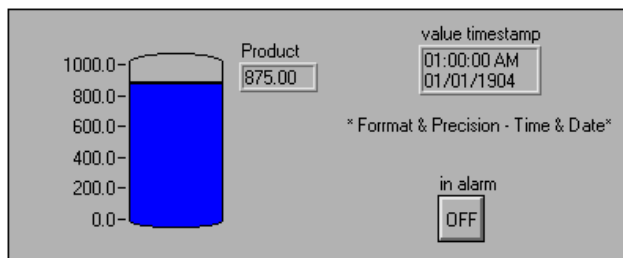 Product
875.00
value timestamp
01:00:00 AM
01/01/1904
1000.0
800.0
600.0
400.0
200.0
0.0
* Forrmat & Precision - Time & Date*
in alarm
OFF